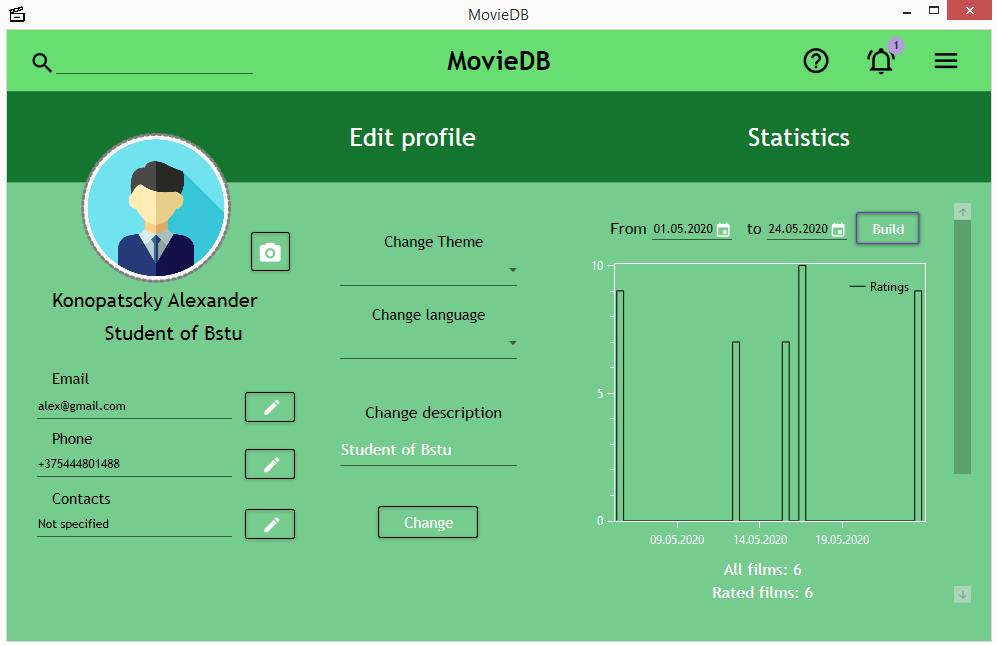 MovieDB
MovieDB
1
Edit profile
Statistics
Konopatscky Alexander
Student of Bstu
Email
alex@gmail.com
Phone
+375444801488
Contacts
Not specified
Change Theme
Change language
Change description
Student of Bstu
Change
From 01.05.2020 to 24.05.2020 Build
Ratings
10
5
0
09.05.2020 14.05.2020 19.05.2020
All films: 6
Rated films: 6